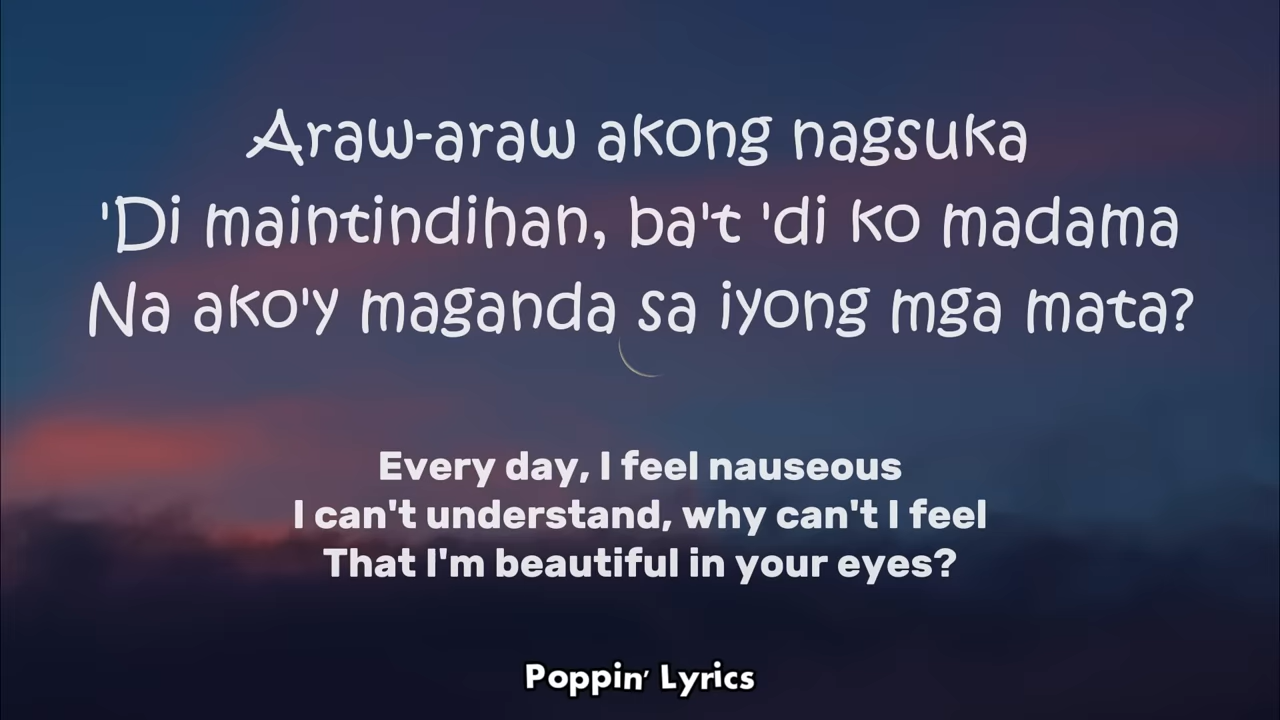 Araw-araw akong nagsuka
'Di maintindihan, ba't 'di ko madama
Na ako'y maganda sa iyong mga mata?
Every day, I feel nauseous
I can't understand, why can't I feel
That I'm beautiful in your eyes?
Poppin' Lyrics